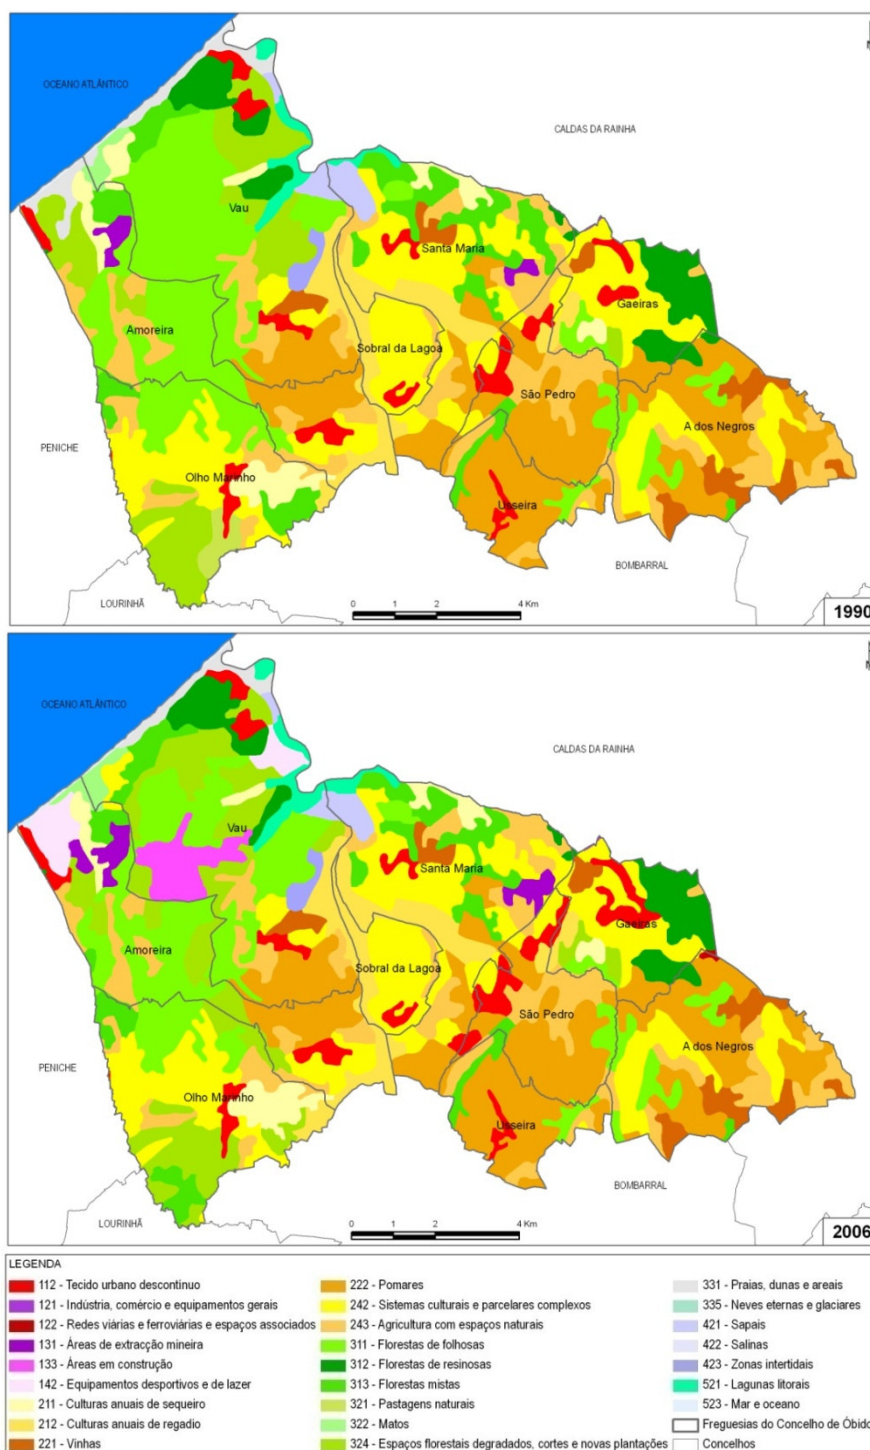 OCEANO ATLÂNTICO
CALDAS DA RAINHA
Vau
Santa Maria
Gaeiras
Amoreira
Sobral da Lagoa
São Pedro
A dos Negros
PENICHE
Olho Marinho
Usseira
BOMBARRAL
LOURINHÃ
0 1 2 4 Km
1990
OCEANO ATLÂNTICO
CALDAS DA RAINHA
Vau
Santa Maria
Gaeiras
Amoreira
Sobral da Lagoa
São Pedro
A dos Negros
PENICHE
Olho Marinho
Usseira
BOMBARRAL
LOURINHÃ
0 1 2 4 Km
2006
LEGENDA
112 - Tecido urbano descontínuo
121 - Indústria, comércio e equipamentos gerais
122 - Redes viárias e ferroviárias e espaços associados
131 - Áreas de extracção mineira
133 - Áreas em construção
142 - Equipamentos desportivos e de lazer
211 - Culturas anuais de sequeiro
212 - Culturas anuais de regadio
221 - Vinhas
222 - Pomares
242 - Sistemas culturais e parcelares complexos
243 - Agricultura com espaços naturais
311 - Florestas de folhosas
312 - Florestas de resinosas
313 - Florestas mistas
321 - Pastagens naturais
322 - Matos
324 - Espaços florestais degradados, cortes e novas plantações
331 - Praias, dunas e areais
335 - Neves eternas e glaciares
421 - Sapais
422 - Salinas
423 - Zonas intertidais
521 - Lagunas litorais
523 - Mar e oceano
Freguesias do Concelho de Óbido
Concelhos